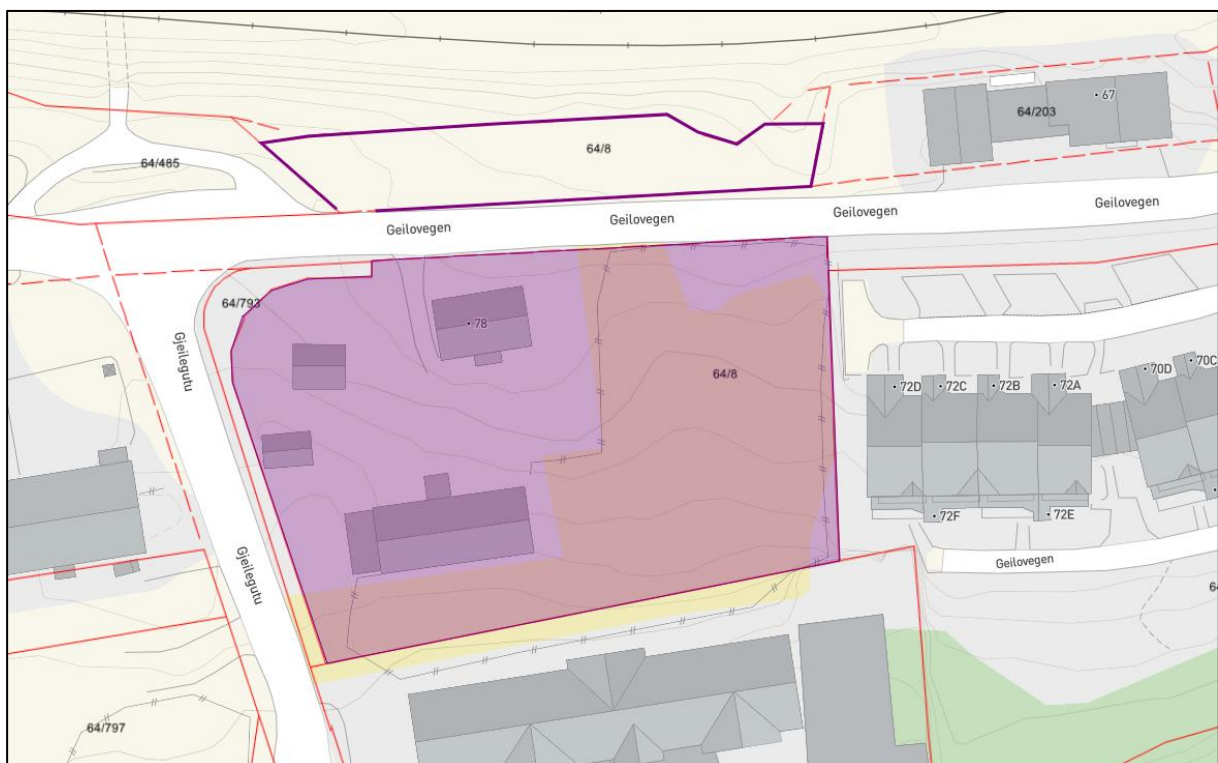 67
64/203
64/8
64/485
Geilovegen
Geilovegen
Geilovegen
Geilovegen
64/793
78
Gjeilegutu
64/8
70C
70D
72D
72C
72B
72A
72F
72E
Geilovegen
Gjeilegutu
64/797